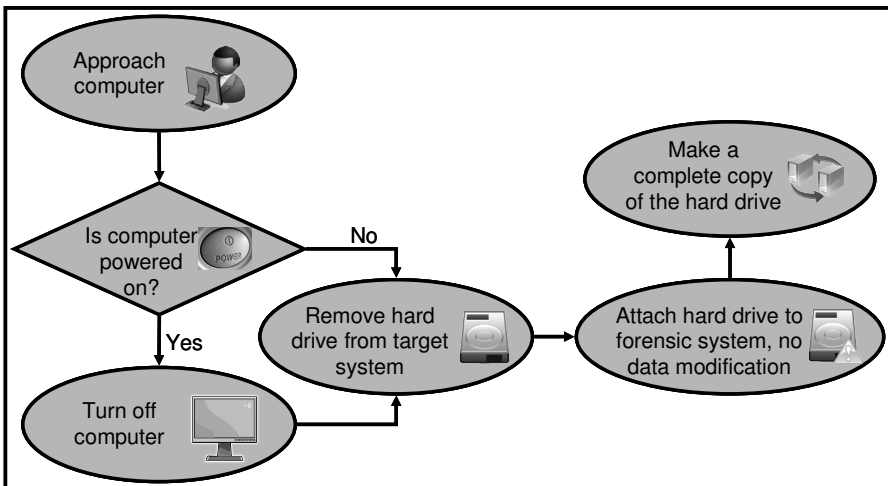 Approach
computer
Is computer
powered
on?
POWER
No
Yes
Turn off
computer
Remove hard
drive from target
system
Attach hard drive to
forensic system, no
data modification
Make a
complete copy
of the hard drive